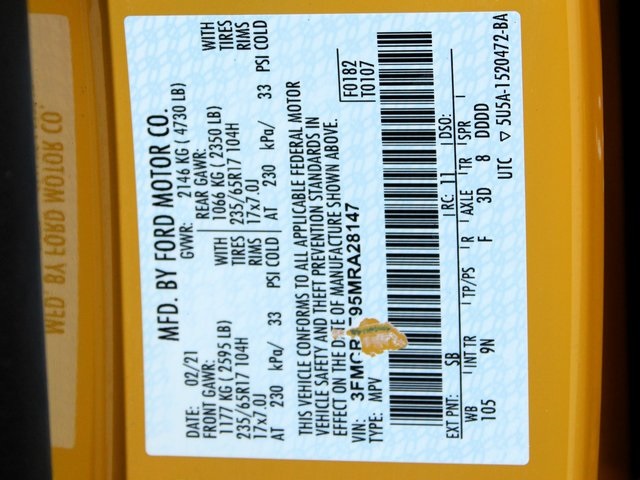 MFD. BY FORD MOTOR CO.
DATE: 02/21 GVWR: 2146 KG ( 4730 LB)
FRONT GAWR: REAR GAWR:
1177 KG ( 2595 LB) WITH 1066 KG ( 2350 LB) WITH
235/65R17 104H TIRES 235/65R17 104H TIRES
17x7.0J RIMS 17x7.0J RIMS
AT 230 kPa/ 33 PSI COLD AT 230 kPa/ 33 PSI COLD
THIS VEHICLE CONFORMS TO ALL APPLICABLE FEDERAL MOTOR
VEHICLE SAFETY AND THEFT PREVENTION STANDARDS IN
EFFECT ON THE DATE OF MANUFACTURE SHOWN ABOVE.
VIN: 3FMCR 95MRA28147
TYPE: MPV
F0182
T0107
EXT PNT: SB RC: 11 DSO:
WB INT TR TP/PS R AXLE TR SPR
105 9N F 3D 8 DDDD
UTC ▽ 5U5A-1520472-BA
MFD. BY FORD MOTOR CO.